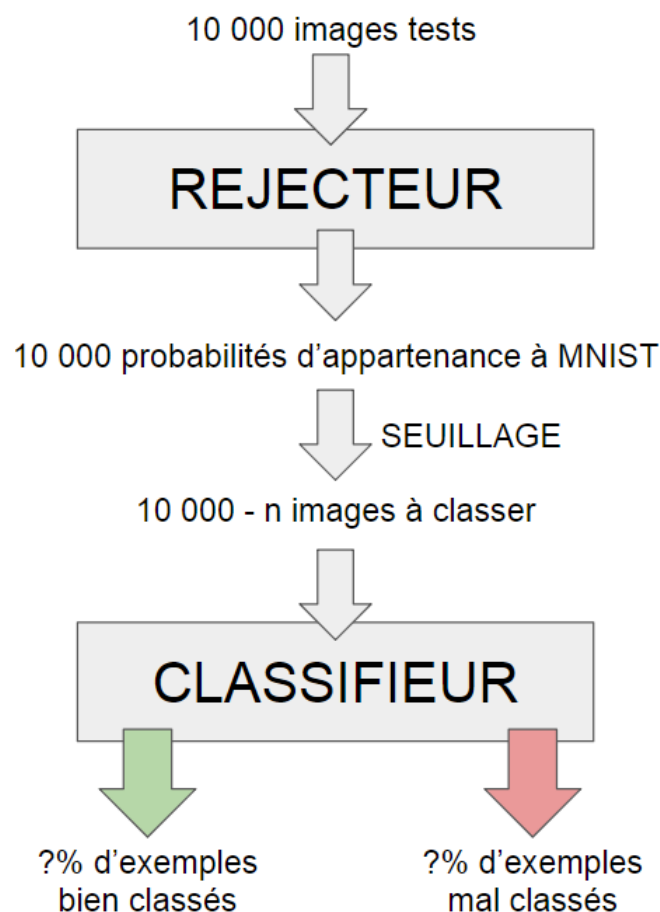 10 000 images tests
REJECTEUR
10 000 probabilités d’appartenance à MNIST
SEUILLAGE
10 000 - n images à classer
CLASSIFIEUR
?% d’exemples
bien classés
?% d’exemples
mal classés